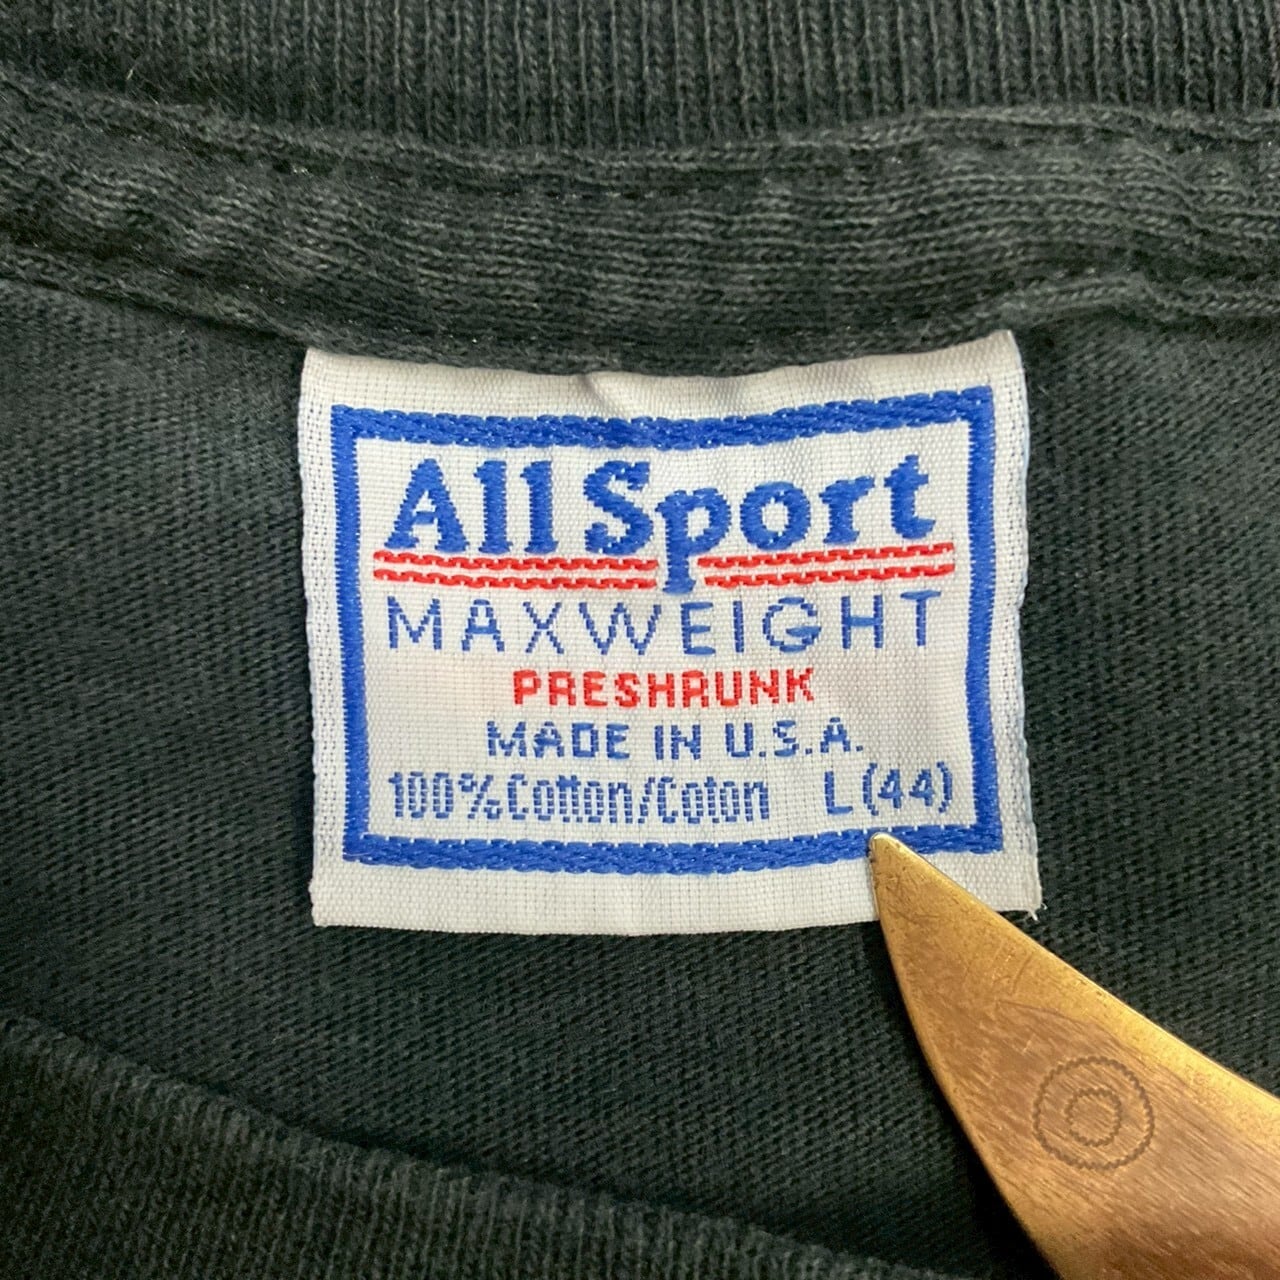 All Sport
MAXWEIGHT
PRESHRUNK
MADE IN U.S.A.
100% Cotton/Coton L (44)